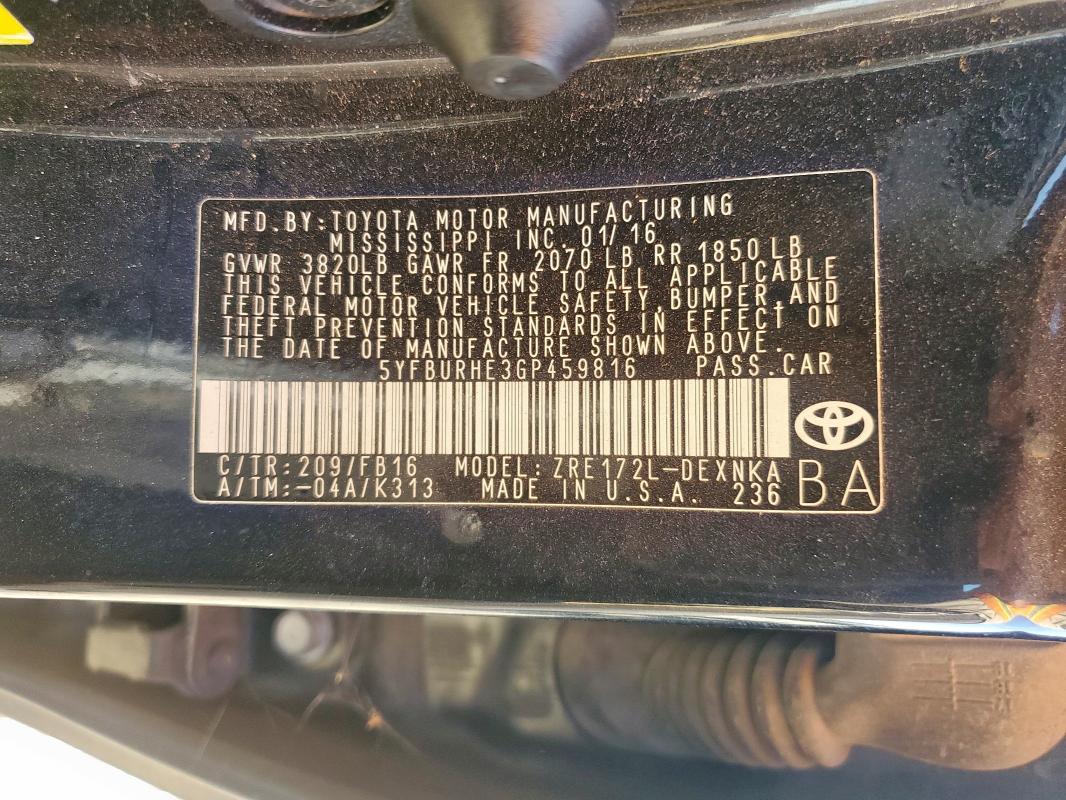 MFD.BY:TOYOTA MOTOR MANUFACTURING
MISSISSIPPI INC. 01/16
GVWR 3820LB GAWR FR 2070 LB RR 1850 LB
THIS VEHICLE CONFORMS TO ALL APPLICABLE
FEDERAL MOTOR VEHICLE SAFETY,BUMPER,AND
THEFT PREVENTION STANDARDS IN EFFECT ON
THE DATE OF MANUFACTURE SHOWN ABOVE.
5YFBURHE3GP459816 PASS.CAR
C/TR:209/FB16 MODEL:ZRE172L-DEXNKA
A/TM:-04A/K313 MADE IN U.S.A. 236 BA